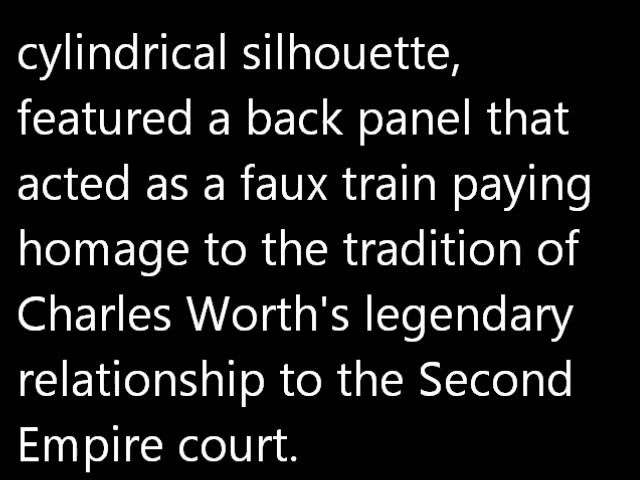 cylindrical silhouette,
featured a back panel that
acted as a faux train paying
homage to the tradition of
Charles Worth's legendary
relationship to the Second
Empire court.